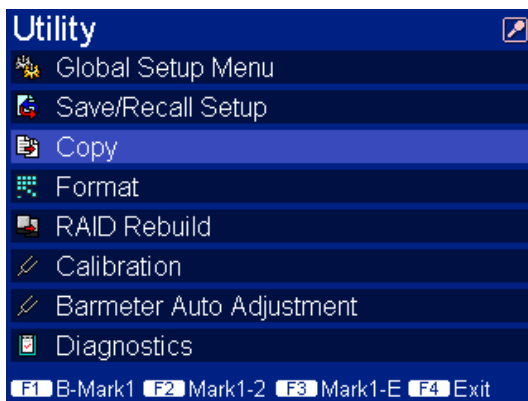 Utility
Global Setup Menu
Save/Recall Setup
Copy
Format
RAID Rebuild
Calibration
Barmeter Auto Adjustment
Diagnostics
F1 B-Mark1 F2 Mark1-2 F3 Mark1-E F4 Exit